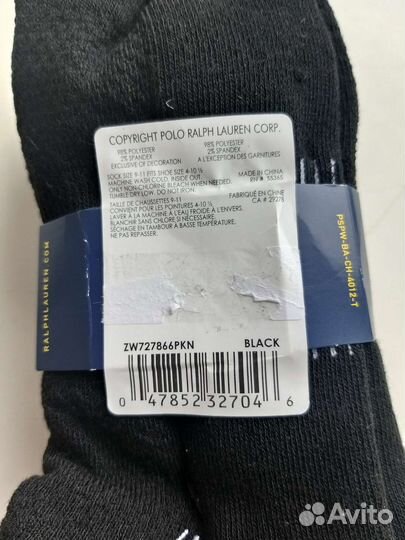 COPYRIGHT POLO RALPH LAUREN CORP.
98% POLYESTER
2% SPANDEX
EXCLUSIVE OF DECORATION
98% POLYESTER
2% SPANDEX
A L'EXCEPTION DES GARNITURES
SOCK SIZE 9-11 FITS SHOE SIZE 4-10 ½
MACHINE WASH COLD, INSIDE OUT.
ONLY NON-CHLORINE BLEACH WHEN NEEDED.
TUMBLE DRY LOW. DO NOT IRON.
MADE IN CHINA
RN# 55365
TAILLE DE CHAUSSETTES 9-11
CONVIENT POUR LES POINTURES 4-10 ½
LAVER A LA MACHINE A L'EAU FROIDE A L'ENVERS.
BLANCHIR SANS CHLORE SI NÉCESSAIRE.
SÉCHAGE EN TAMBOUR A BASSE TEMPÉRATURE.
NE PAS REPASSER.
FABRIQUÉ EN CHINE
CA # 29278
ZW727866PKN
BLACK
0 47852 32704 6
RALPHLAUREN.COM
PSPW-BA-CH-4012-T
Avito